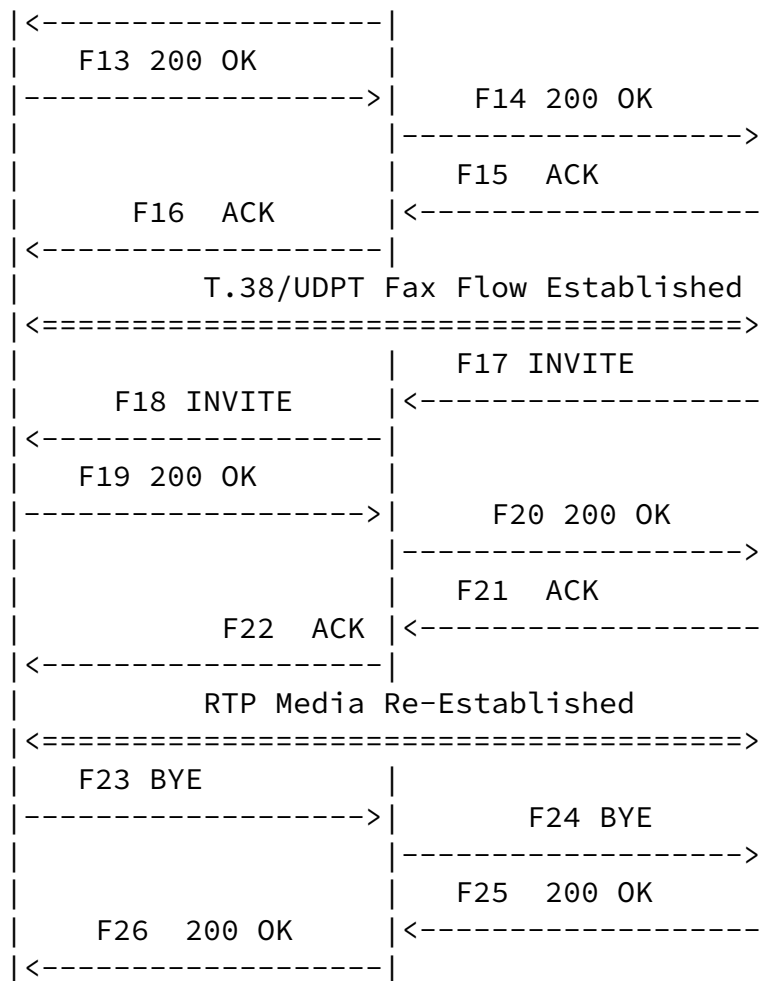 |<-------------------|
|   F13 200 OK       |
|------------------->|    F14 200 OK
|                    |------------------->
|                    |   F15  ACK
|      F16  ACK      |<-------------------
|<-------------------|
|          T.38/UDPT Fax Flow Established
|<=======================================>
|                    |   F17 INVITE
|     F18 INVITE     |<-------------------
|<-------------------|
|   F19 200 OK       |
|------------------->|     F20 200 OK
|                    |------------------->
|                    |   F21  ACK
|           F22  ACK |<-------------------
|<-------------------|
|          RTP Media Re-Established
|<=======================================>
|   F23 BYE          |
|------------------->|       F24 BYE
|                    |------------------->
|                    |   F25  200 OK
|    F26  200 OK     |<-------------------
|<-------------------|